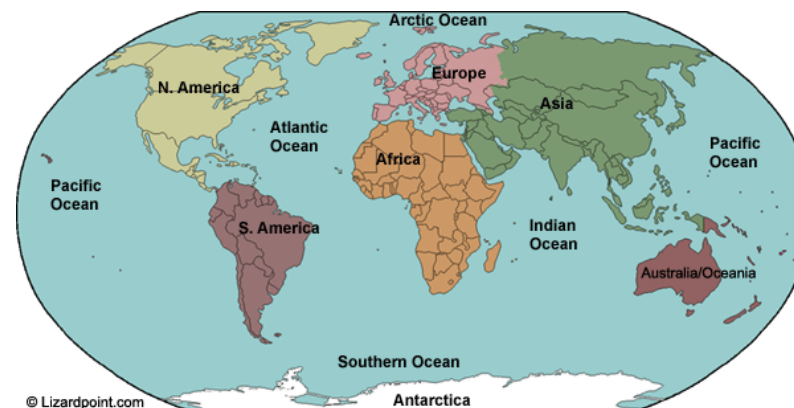 Arctic Ocean
N. America
Europe
Asia
Atlantic
Ocean
Pacific
Ocean
Africa
Pacific
Ocean
S. America
Indian
Ocean
Australia/Oceania
Southern Ocean
Antarctica
© Lizardpoint.com